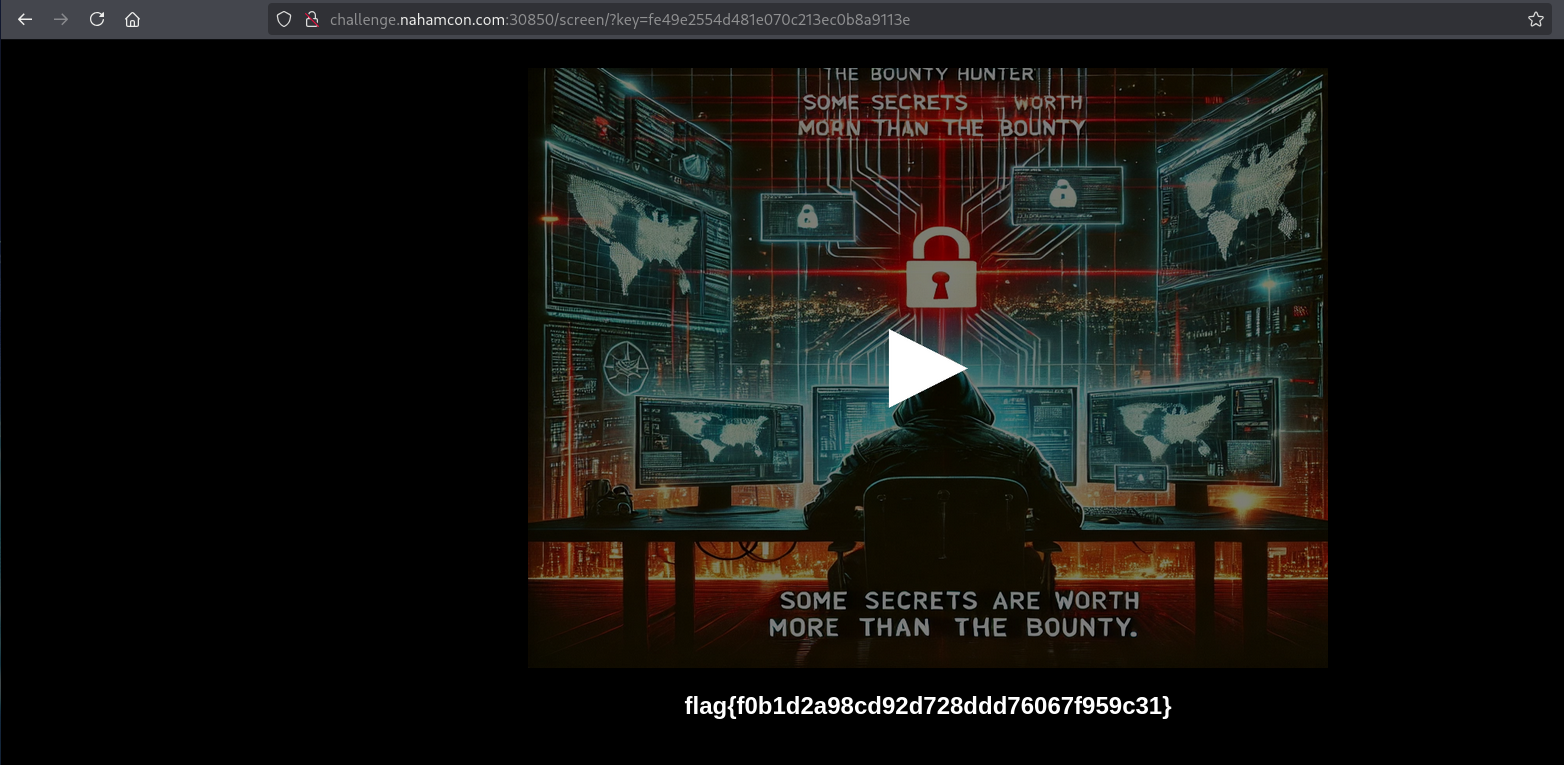 challenge.nahamcon.com:30850/screen/?key=fe49e2554d481e070c213ec0b8a9113e
THE BOUNTY HUNTER
SOME SECRETS WORTH
MORN THAN THE BOUNTY
SOME SECRETS ARE WORTH
MORE THAN THE BOUNTY.
flag{f0b1d2a98cd92d728ddd76067f959c31}